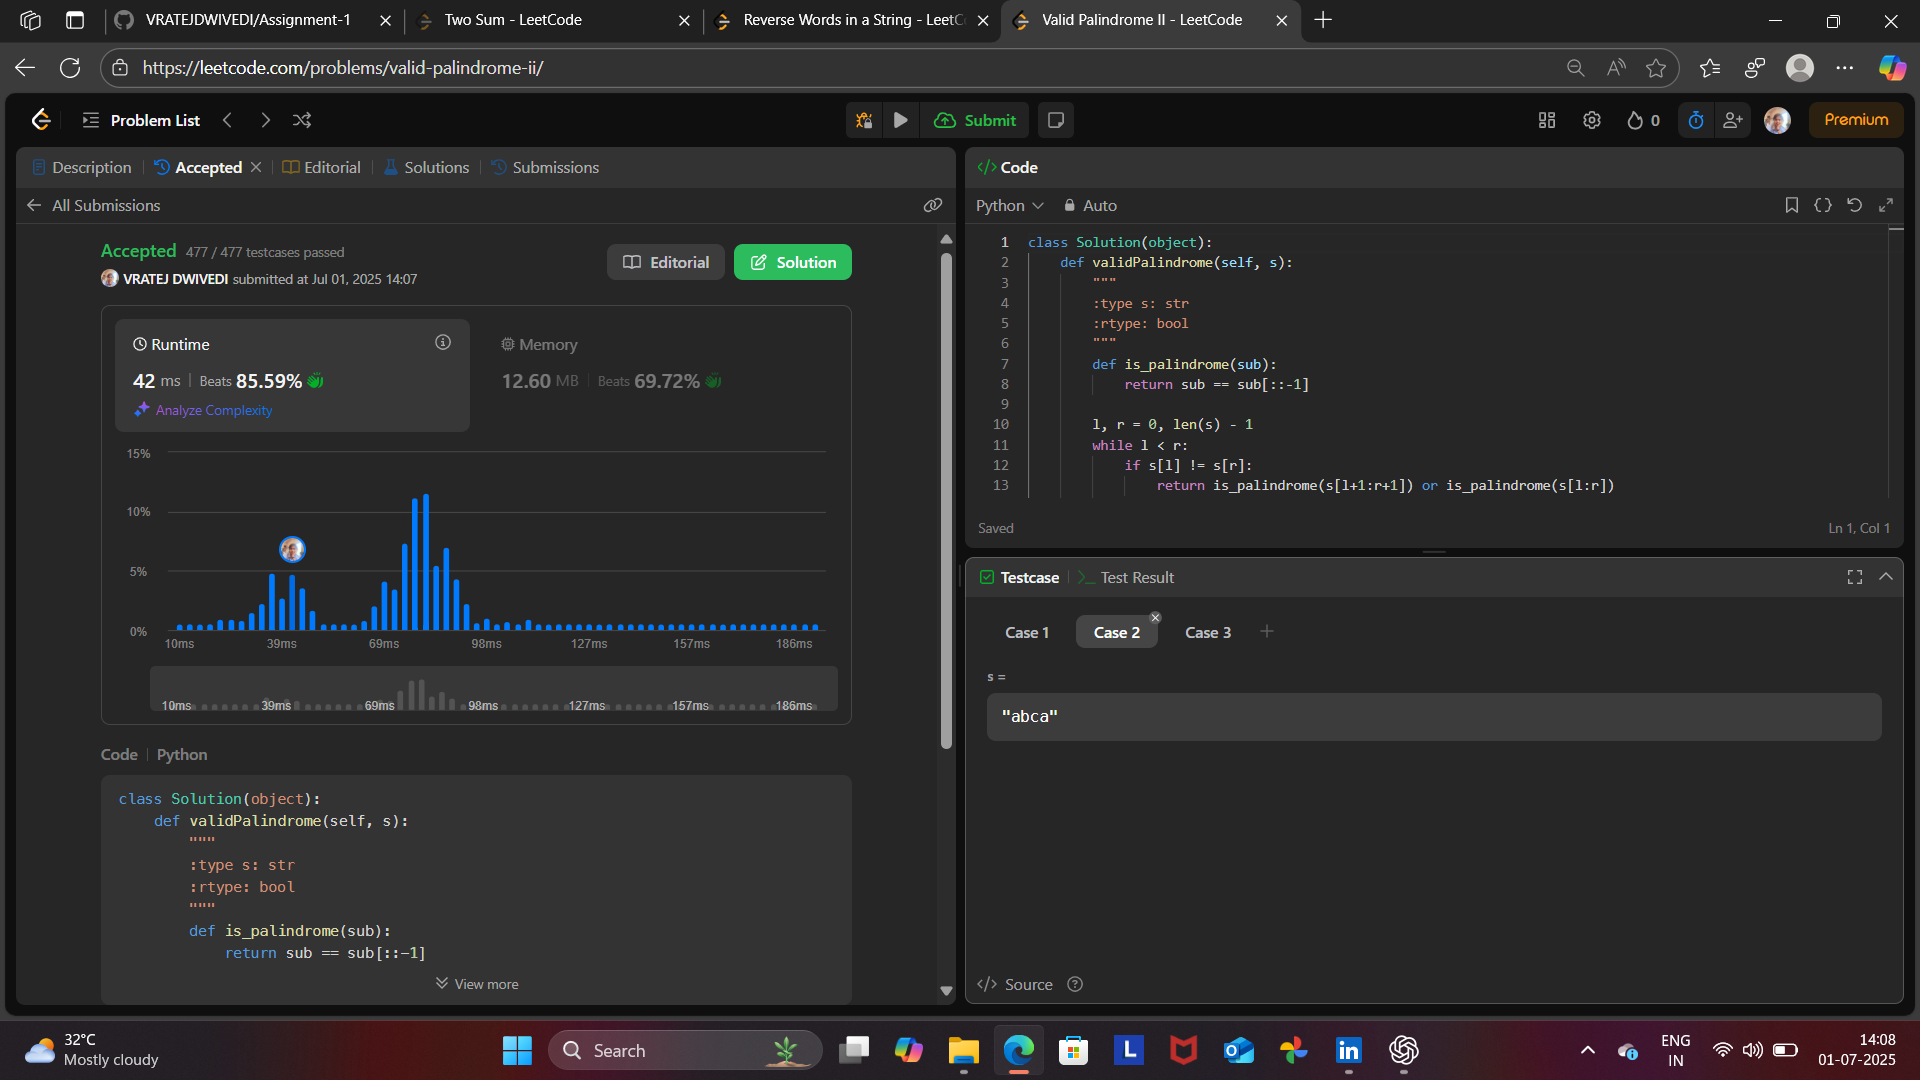 VRATEJDWIVEDI/Assignment-1
Two Sum - LeetCode
Reverse Words in a String - LeetC
Valid Palindrome II - LeetCode
https://leetcode.com/problems/valid-palindrome-ii/
Problem List
Submit
0
Premium
Description
Accepted
Editorial
Solutions
Submissions
All Submissions
Accepted 477 / 477 testcases passed
VRATEJ DWIVEDI submitted at Jul 01, 2025 14:07
Editorial
Solution
Runtime
42 ms | Beats 85.59%
Analyze Complexity
Memory
12.60 MB | Beats 69.72%
15%
10%
5%
0%
10ms 39ms 69ms 98ms 127ms 157ms 186ms
10ms 39ms 69ms 98ms 127ms 157ms 186ms
Code | Python
class Solution(object):
    def validPalindrome(self, s):
        """
        :type s: str
        :rtype: bool
        """
        def is_palindrome(sub):
            return sub == sub[::-1]
View more
Code
Python
Auto
1 class Solution(object):
2     def validPalindrome(self, s):
3         """
4         :type s: str
5         :rtype: bool
6         """
7         def is_palindrome(sub):
8             return sub == sub[::-1]
9
10         l, r = 0, len(s) - 1
11         while l < r:
12             if s[l] != s[r]:
13                 return is_palindrome(s[l+1:r+1]) or is_palindrome(s[l:r])
Saved
Ln 1, Col 1
Testcase
Test Result
Case 1
Case 2
Case 3
s =
"abca"
Source
32°C
Mostly cloudy
Search
L
in
ENG
IN
14:08
01-07-2025